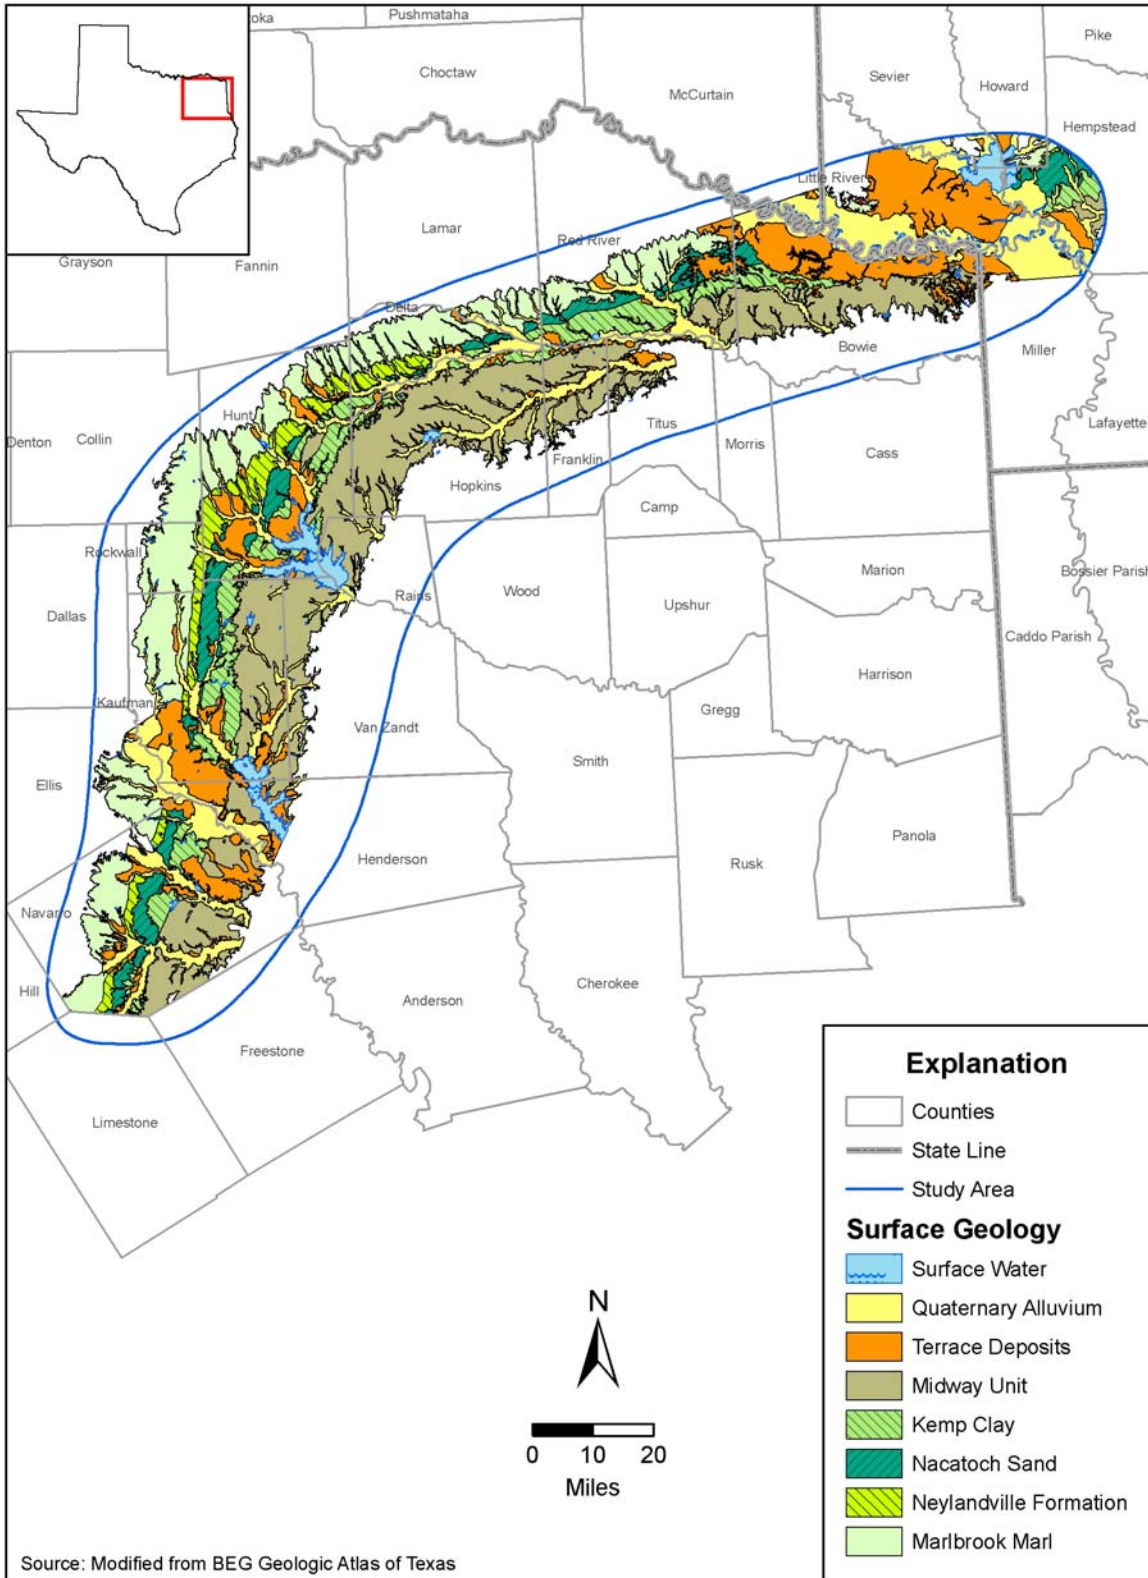 oka
Pushmataha
Pike
Choctaw
Sevier
Howard
McCurtain
Hempstead
Little River
Lamar
Red River
Grayson
Fannin
Delta
Bowie
Miller
Hunt
Titus
Lafayette
Denton
Collin
Morris
Cass
Franklin
Hopkins
Camp
Rockwall
Marion
Bossier Parish
Rains
Wood
Upshur
Dallas
Caddo Parish
Harrison
Kaufman
Gregg
Van Zandt
Smith
Ellis
Panola
Henderson
Rusk
Navarro
Hill
Cherokee
Anderson
Freestone
Limestone
Explanation
Counties
State Line
Study Area
Surface Geology
Surface Water
Quaternary Alluvium
Terrace Deposits
Midway Unit
Kemp Clay
Nacatoch Sand
Neylandville Formation
Marlbrook Marl
N
0 10 20
Miles
Source: Modified from BEG Geologic Atlas of Texas